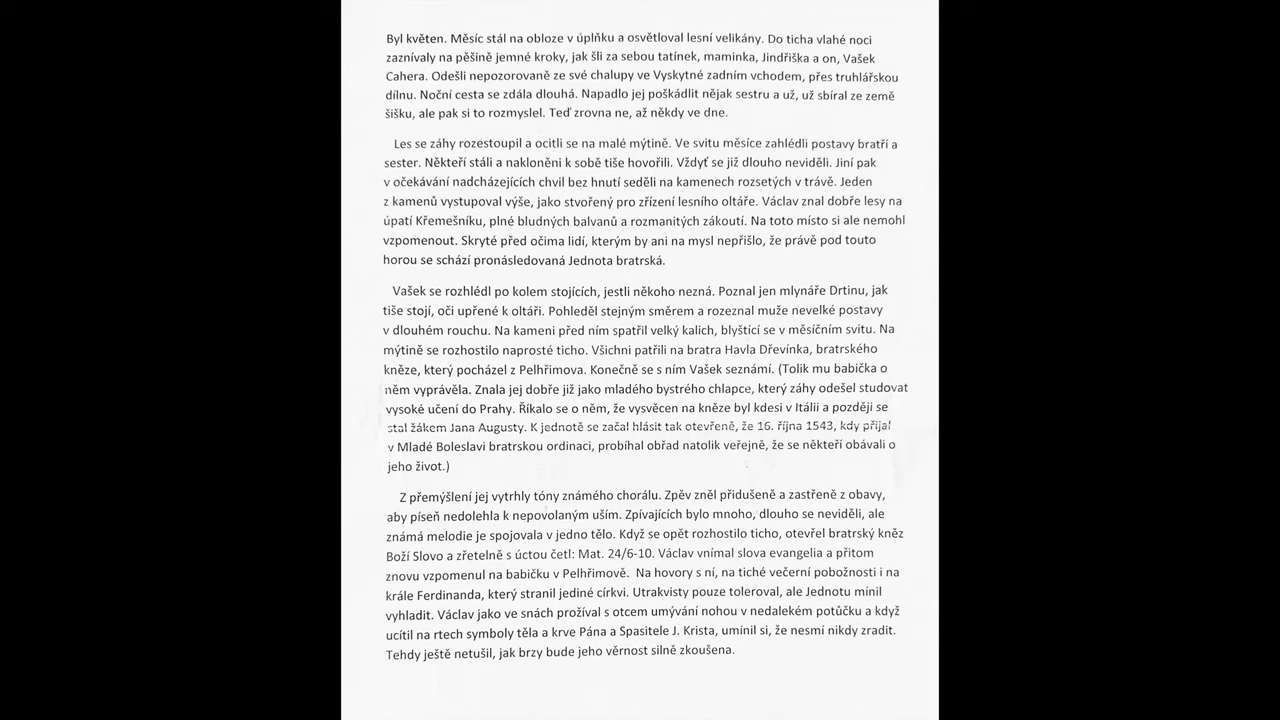 Byl květen. Měsíc stál na obloze v úplňku a osvětloval lesní velikány. Do ticha vlahé noci
zaznívaly na pěšině jemné kroky, jak šli za sebou tatínek, maminka, Jindřiška a on, Vašek
Cahera. Odešli nepozorovaně ze své chalupy ve Vyskytné zadním vchodem, přes truhlářskou
dílnu. Noční cesta se zdála dlouhá. Napadlo jej poškádlit nějak sestru a už, už sbíral ze země
šišku, ale pak si to rozmyslel. Teď zrovna ne, až někdy ve dne.
Les se záhy rozestoupil a ocitli se na malé mýtině. Ve svitu měsíce zahlédli postavy bratří a
sester. Někteří stáli a nakloněni k sobě tiše hovořili. Vždyť se již dlouho neviděli. Jiní pak
v očekávání nadcházejících chvil bez hnutí seděli na kamenech rozsetých v trávě. Jeden
z kamenů vystupoval výše, jako stvořený pro zřízení lesního oltáře. Václav znal dobře lesy na
úpatí Křemešníku, plné bludných balvanů a rozmanitých zákoutí. Na toto místo si ale nemohl
vzpomenout. Skryté před očima lidí, kterým by ani na mysl nepřišlo, že právě pod touto
horou se schází pronásledovaná Jednota bratrská.
Vašek se rozhlédl po kolem stojících, jestli někoho nezná. Poznal jen mlynáře Drtinu, jak
tiše stojí, oči upřené k oltáři. Pohleděl stejným směrem a rozeznal muže nevelké postavy
v dlouhém rouchu. Na kameni před ním spatřil velký kalich, blyštící se v měsíčním svitu. Na
mýtině se rozhostilo naprosté ticho. Všichni patřili na bratra Havla Dřevínka, bratrského
kněze, který pocházel z Pelhřimova. Konečně se s ním Vašek seznámí. (Tolik mu babička o
něm vyprávěla. Znala jej dobře již jako mladého bystrého chlapce, který záhy odešel studovat
vysoké učení do Prahy. Říkalo se o něm, že vysvěcen na kněze byl kdesi v Itálii a později se
stal žákem Jana Augusty. K jednotě se začal hlásit tak otevřeně, že 16. října 1543, kdy přijal
v Mladé Boleslavi bratrskou ordinaci, probíhal obřad natolik veřejně, že se někteří obávali o
jeho život.)
Z přemýšlení jej vytrhly tóny známého chorálu. Zpěv zněl přidušeně a zastřeně z obavy,
aby píseň nedolehla k nepovolaným uším. Zpívajících bylo mnoho, dlouho se neviděli, ale
známá melodie je spojovala v jedno tělo. Když se opět rozhostilo ticho, otevřel bratrský kněz
Boží Slovo a zřetelně s úctou četl: Mat. 24/6-10. Václav vnímal slova evangelia a přitom
znovu vzpomenul na babičku v Pelhřimově.  Na hovory s ní, na tiché večerní pobožnosti i na
krále Ferdinanda, který stranil jediné církvi. Utrakvisty pouze toleroval, ale Jednotu mínil
vyhladit. Václav jako ve snách prožíval s otcem umývání nohou v nedalekém potůčku a když
ucítil na rtech symboly těla a krve Pána a Spasitele J. Krista, umínil si, že nesmí nikdy zradit.
Tehdy ještě netušil, jak brzy bude jeho věrnost silně zkoušena.